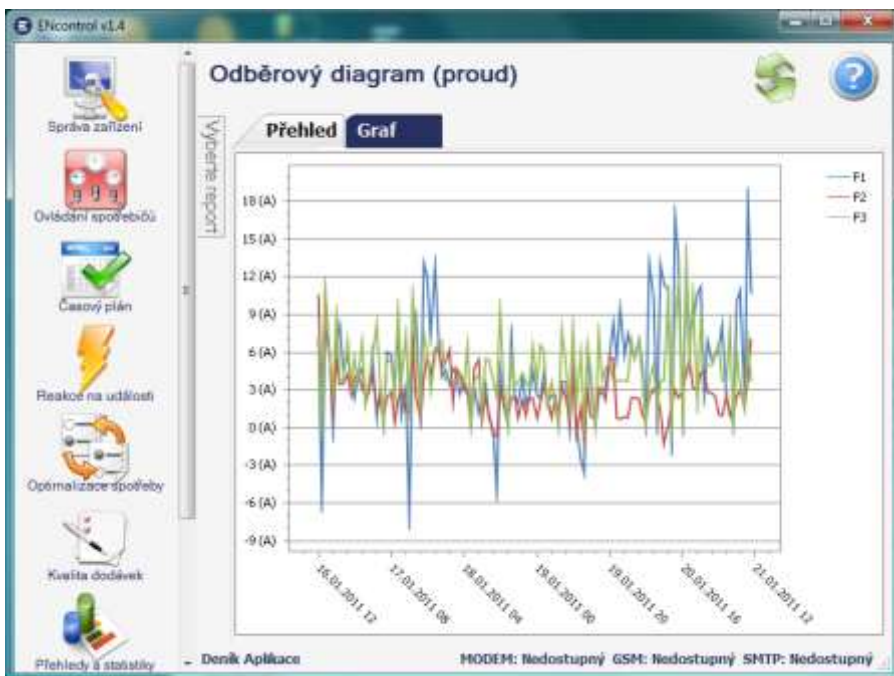 ENcontrol v1.4
Správa zařízení
Ovládání spotřebičů
Časový plán
Reakce na události
Optimalizace spotřeby
Kvalita dodávek
Přehledy a statistiky
Odběrový diagram (proud)
Vyberte report
Přehled
Graf
18 (A)
15 (A)
12 (A)
9 (A)
6 (A)
3 (A)
0 (A)
-3 (A)
-6 (A)
-9 (A)
16.01.2011 12
17.01.2011 08
18.01.2011 04
19.01.2011 00
19.01.2011 20
20.01.2011 16
21.01.2011 12
F1
F2
F3
Deník Aplikace
MODEM: Nedostupný GSM: Nedostupný SMTP: Nedostupný